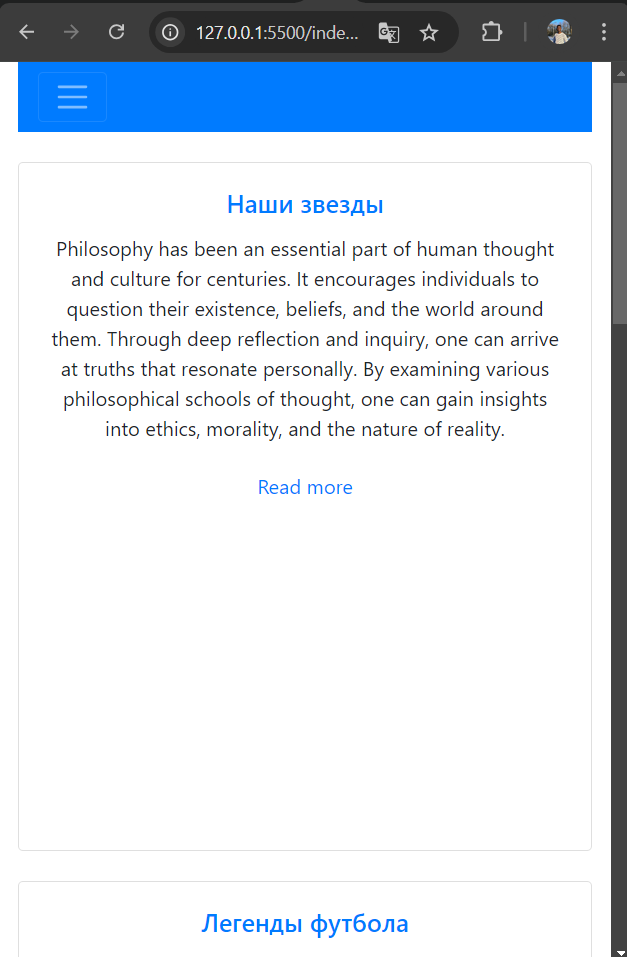 127.0.0.1:5500/inde...
Наши звезды
Philosophy has been an essential part of human thought
and culture for centuries. It encourages individuals to
question their existence, beliefs, and the world around
them. Through deep reflection and inquiry, one can arrive
at truths that resonate personally. By examining various
philosophical schools of thought, one can gain insights
into ethics, morality, and the nature of reality.
Read more
Легенды футбола